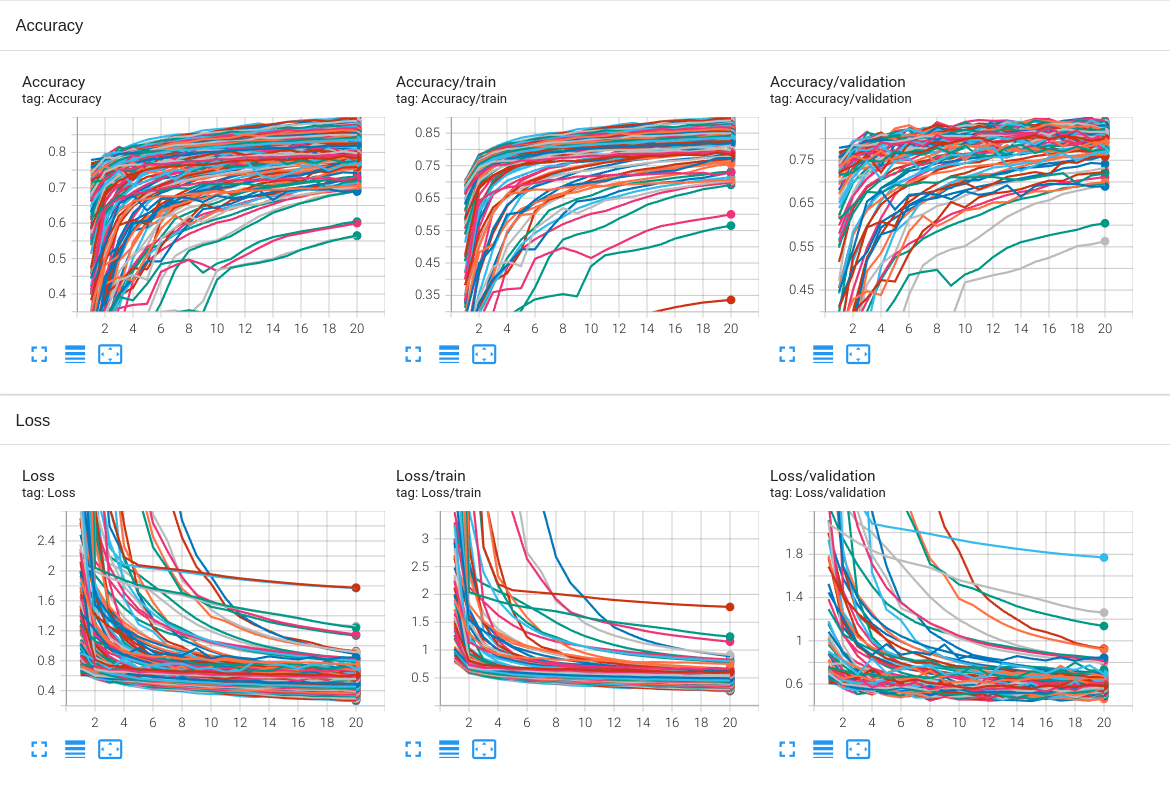 Accuracy
Accuracy
tag: Accuracy
0.8
0.7
0.6
0.5
0.4
2 4 6 8 10 12 14 16 18 20
Accuracy/train
tag: Accuracy/train
0.85
0.75
0.65
0.55
0.45
0.35
2 4 6 8 10 12 14 16 18 20
Accuracy/validation
tag: Accuracy/validation
0.75
0.65
0.55
0.45
2 4 6 8 10 12 14 16 18 20
Loss
Loss
tag: Loss
2.4
2
1.6
1.2
0.8
0.4
2 4 6 8 10 12 14 16 18 20
Loss/train
tag: Loss/train
3
2.5
2
1.5
1
0.5
2 4 6 8 10 12 14 16 18 20
Loss/validation
tag: Loss/validation
1.8
1.4
1
0.6
2 4 6 8 10 12 14 16 18 20